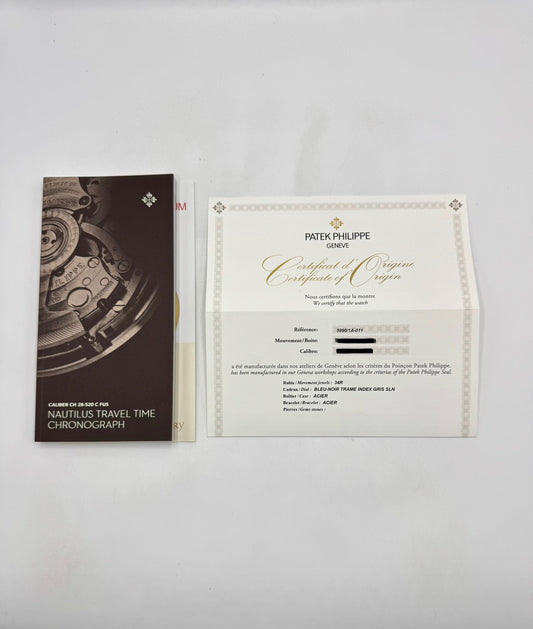 CALIBER CH 28-520 C FUS
NAUTILUS TRAVEL TIME
CHRONOGRAPH
PATEK PHILIPPE
GENEVE
Certificat d'Origine
Certificate of Origin
Nous certifions que la montre
We certify that the watch
Référence: 5990/1A-011
Mouvement/Boîte:
Calibre:
a été manufacturée dans nos ateliers de Genève selon les critères du Poinçon Patek Philippe.
has been manufactured in our Geneva workshops according to the criterias of the Patek Philippe Seal.
Rubis / Movement jewels : 34R
Cadran / Dial : BLEU-NOIR TRAME INDEX GRIS SLN
Boîtier / Case : ACIER
Bracelet / Bracelet : ACIER
Pierres / Gem-stones :